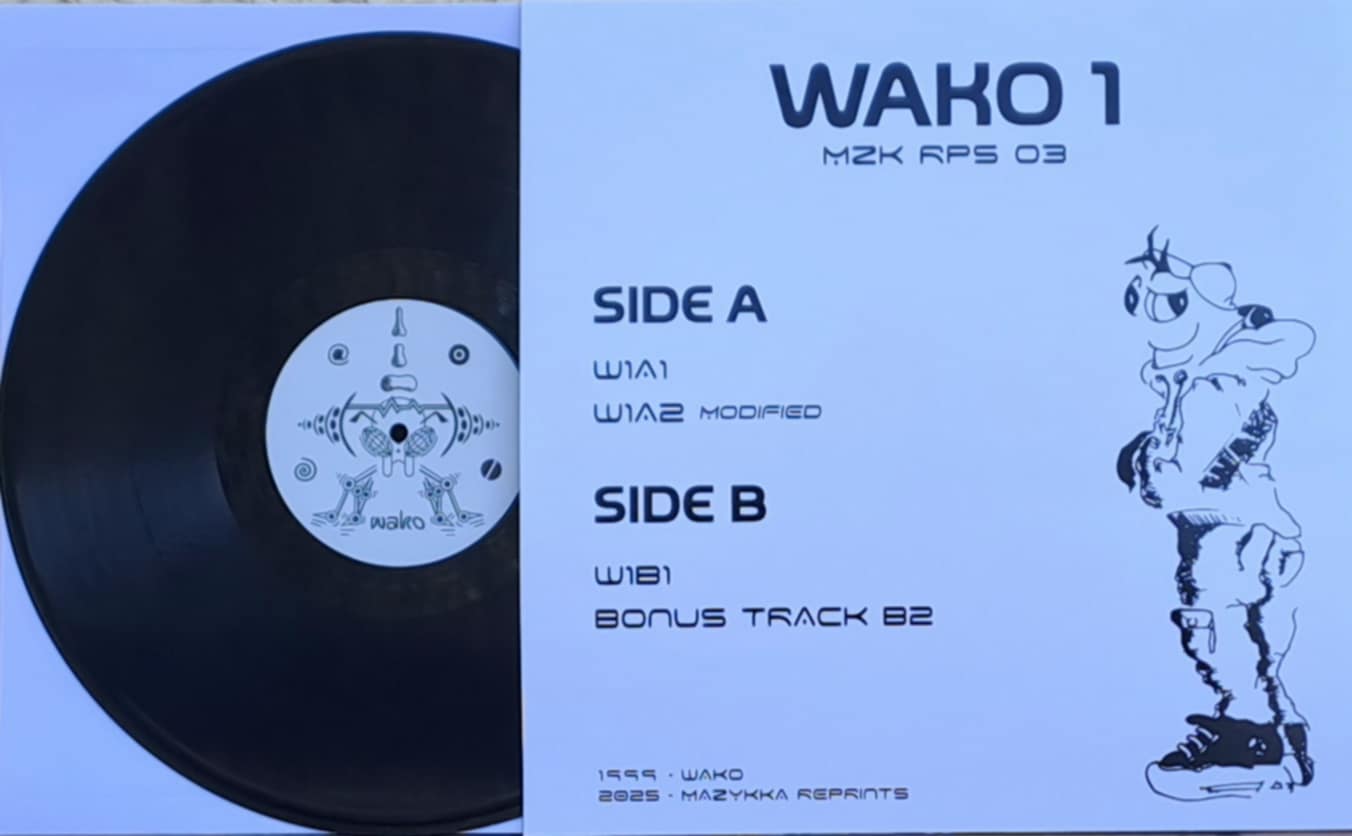 WAKO 1
MZK RPS 03
SIDE A
W1A1
W1A2 MODIFIED
SIDE B
W1B1
BONUS TRACK B2
1999 · WAKO
2025 · MAZYKKA REPRINTS
wako